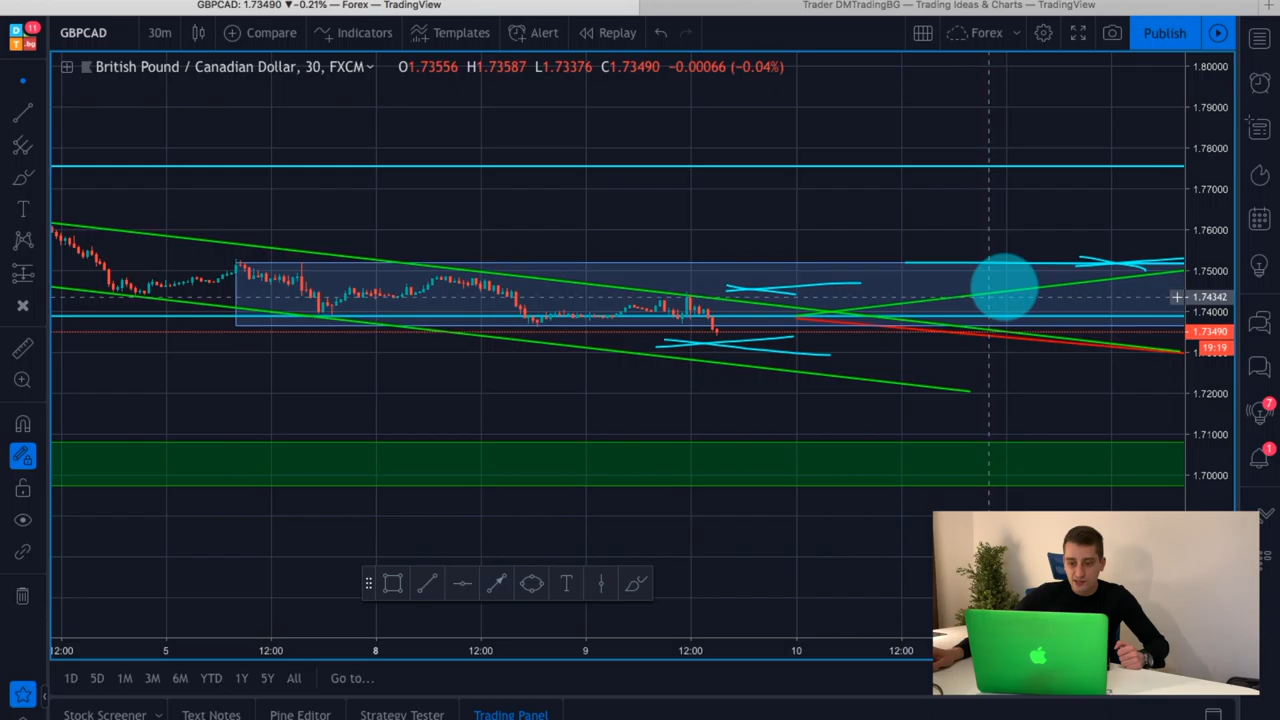 GBPCAD: 1.73490 ▼-0.21% — Forex — TradingView
Trader DMTradingBG — Trading Ideas & Charts — TradingView
11
DT.bg
GBPCAD
30m
Compare
Indicators
Templates
Alert
Replay
Forex
Publish
British Pound / Canadian Dollar, 30, FXCM
O1.73556 H1.73587 L1.73376 C1.73490 -0.00066 (-0.04%)
1.80000
1.79000
1.78000
1.77000
1.76000
1.75000
1.74342
1.74000
1.73490
19:19
1.72000
1.71000
1.70000
7
1
12:00
5
12:00
8
12:00
9
12:00
10
12:00
1D
5D
1M
3M
6M
YTD
1Y
5Y
All
Go to...
Stock Screener
Text Notes
Pine Editor
Strategy Tester
Trading Panel